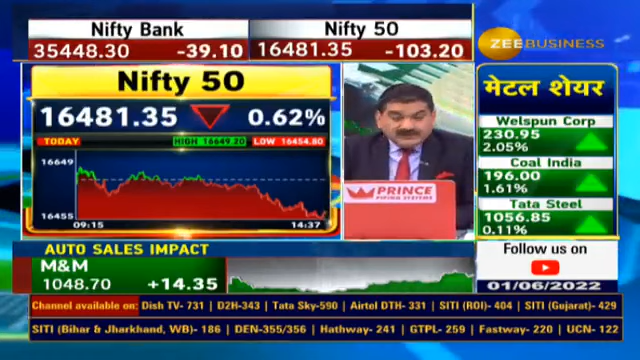 Nifty Bank
35448.30 -39.10
Nifty 50
16481.35 -103.20
ZEE BUSINESS
Nifty 50
16481.35 0.62%
TODAY HIGH 16649.20 LOW 16454.80
16649
16455
09:15 14:37
PRINCE
PIPING SYSTEMS
मेटल शेयर
Welspun Corp
230.95
2.05%
Coal India
196.00
1.61%
Tata Steel
1056.85
0.11%
AUTO SALES IMPACT
M&M
1048.70 +14.35
Follow us on
01/06/2022
Channel available on: Dish TV- 731 | D2H-343 | Tata Sky-590 | Airtel DTH- 331 | SITI (ROI)- 404 | SITI (Gujarat)- 429
SITI (Bihar & Jharkhand, WB)- 186 | DEN-355/356 | Hathway- 241 | GTPL- 259 | Fastway- 220 | UCN- 122